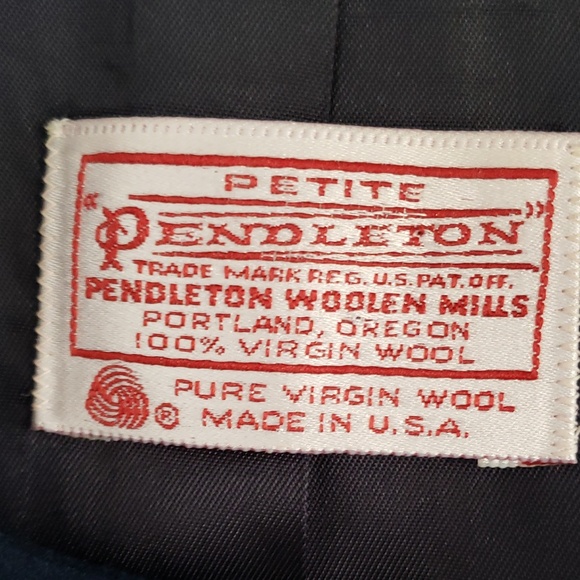 PETITE
"PENDLETON"
TRADE MARK REG. U.S. PAT. OFF.
PENDLETON WOOLEN MILLS
PORTLAND, OREGON
100% VIRGIN WOOL
PURE VIRGIN WOOL
® MADE IN U.S.A.